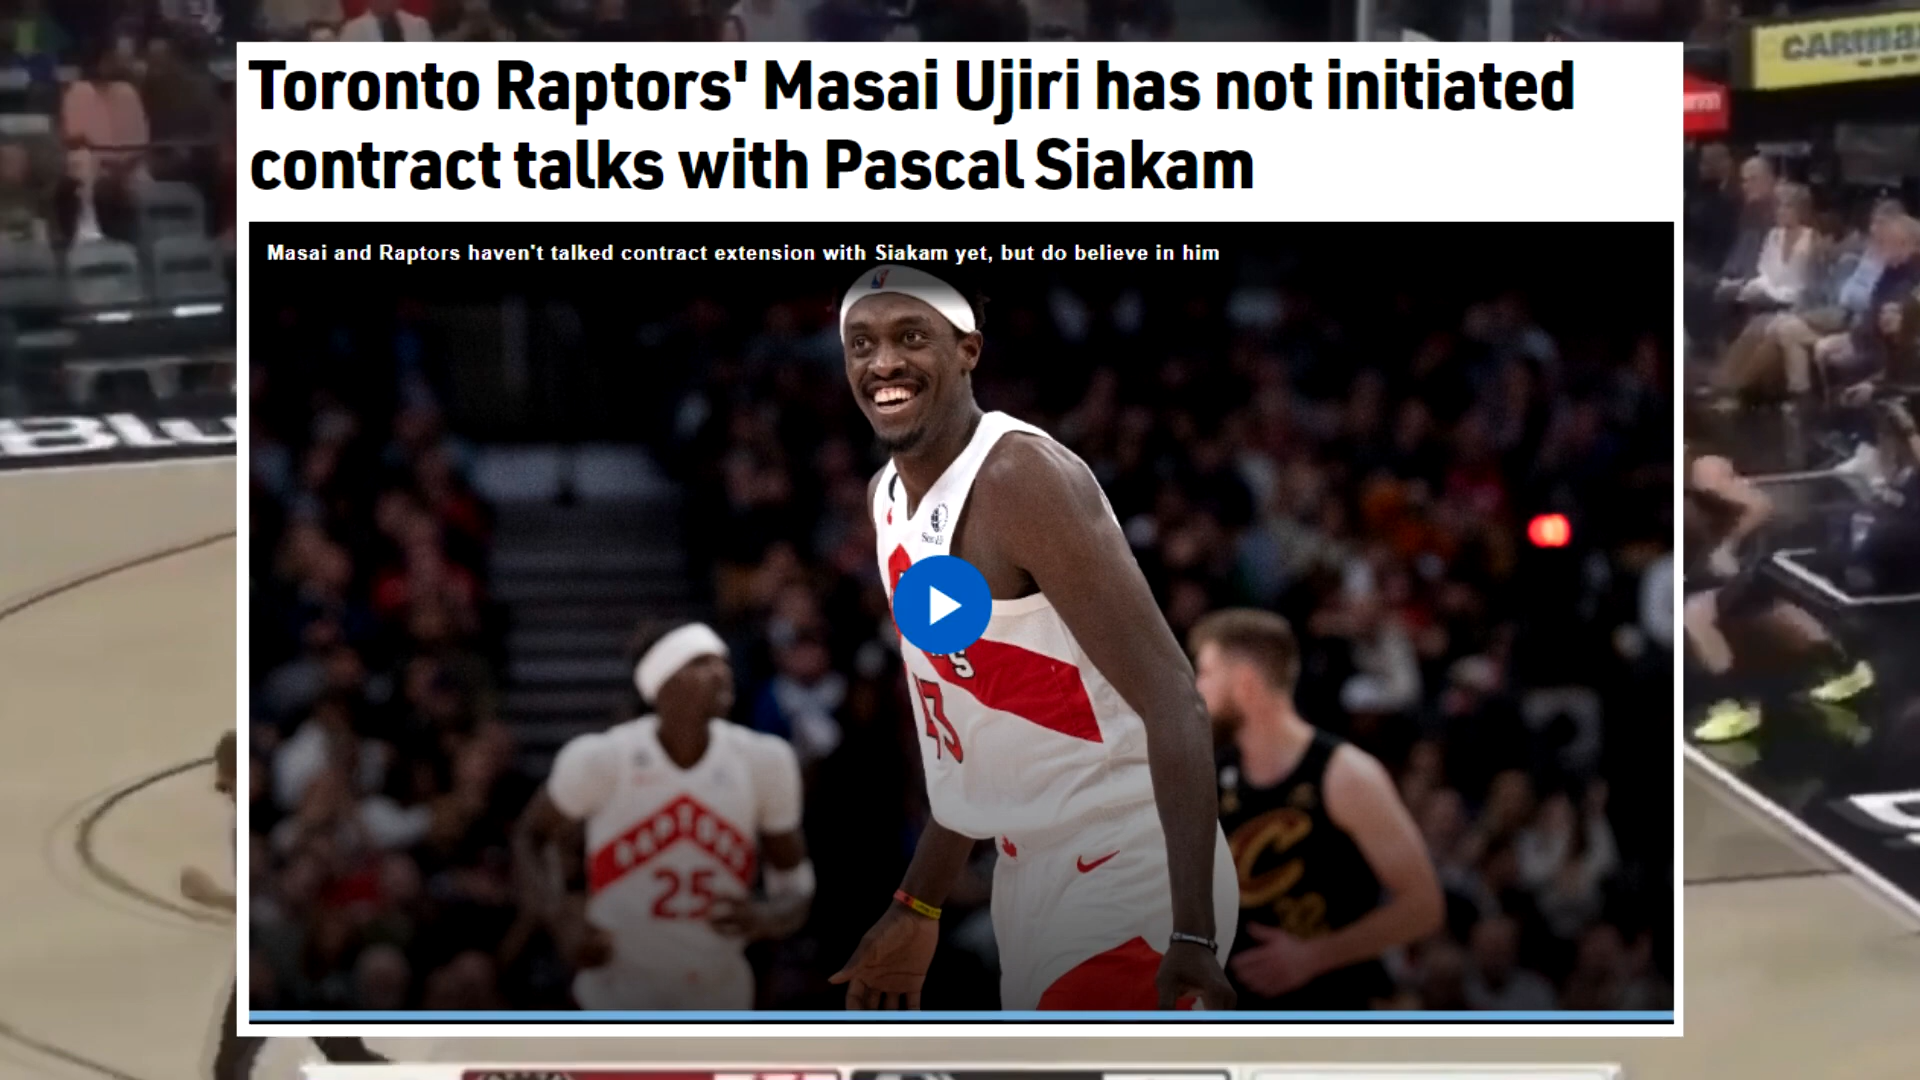 Toronto Raptors' Masai Ujiri has not initiated
contract talks with Pascal Siakam
Masai and Raptors haven't talked contract extension with Siakam yet, but do believe in him
43
RAPTORS
25
C